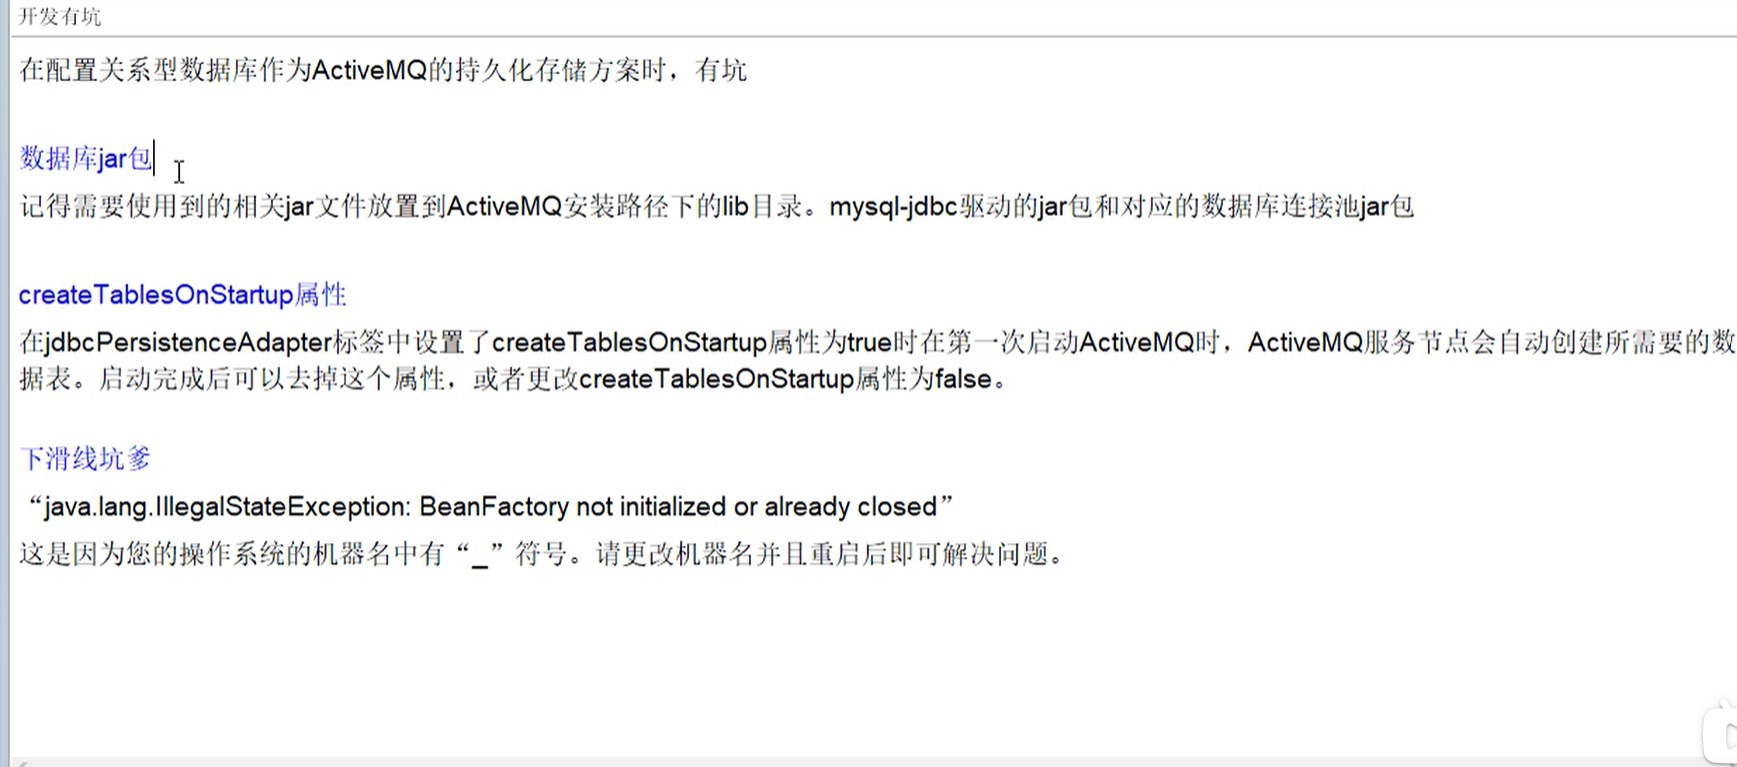 开发有坑
在配置关系型数据库作为ActiveMQ的持久化存储方案时，有坑
数据库jar包
记得需要使用到的相关jar文件放置到ActiveMQ安装路径下的lib目录。mysql-jdbc驱动的jar包和对应的数据库连接池jar包
createTablesOnStartup属性
在jdbcPersistenceAdapter标签中设置了createTablesOnStartup属性为true时在第一次启动ActiveMQ时，ActiveMQ服务节点会自动创建所需要的数
据表。启动完成后可以去掉这个属性，或者更改createTablesOnStartup属性为false。
下滑线坑爹
“java.lang.IllegalStateException: BeanFactory not initialized or already closed”
这是因为您的操作系统的机器名中有“_”符号。请更改机器名并且重启后即可解决问题。